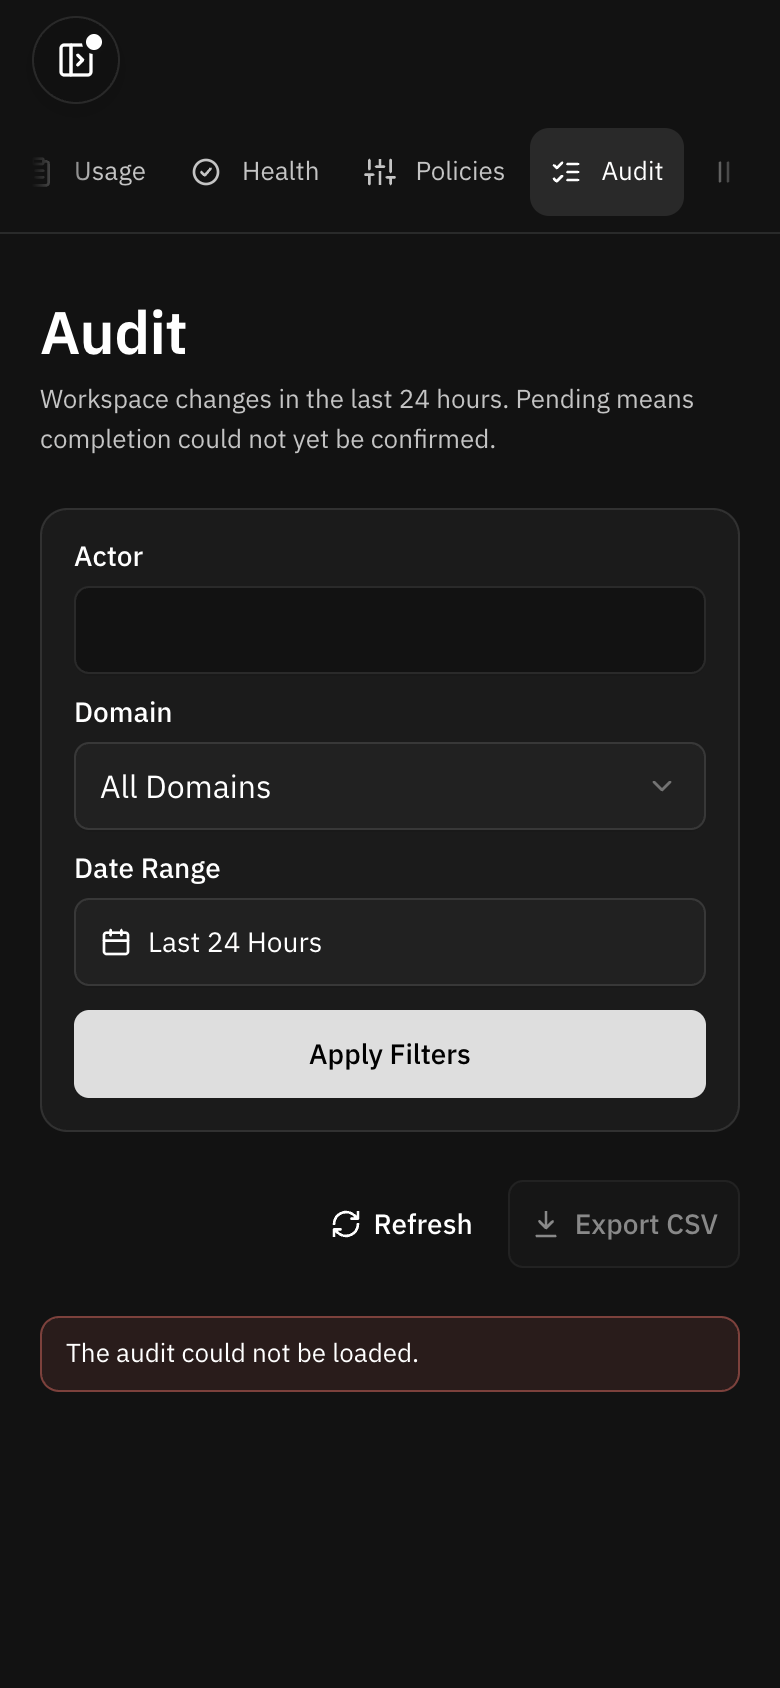 Usage
Health
Policies
Audit
Audit
Workspace changes in the last 24 hours. Pending means
completion could not yet be confirmed.
Actor
Domain
All Domains
Date Range
Last 24 Hours
Apply Filters
Refresh
Export CSV
The audit could not be loaded.